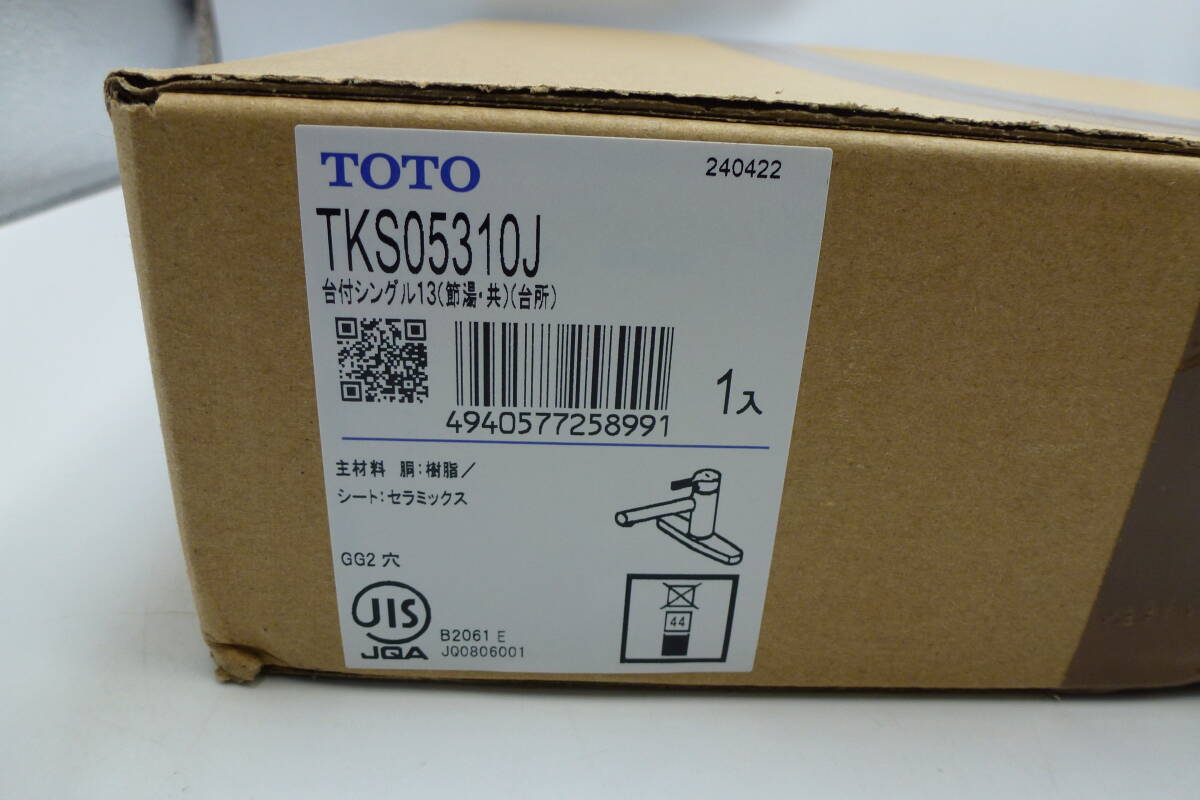 TOTO
240422
TKS05310J
台付シングル13(節湯・共)(台所)
4940577258991
1入
主材料 胴:樹脂/
シート:セラミックス
GG2 穴
JIS
JQA
B2061 E
JQ0806001
44